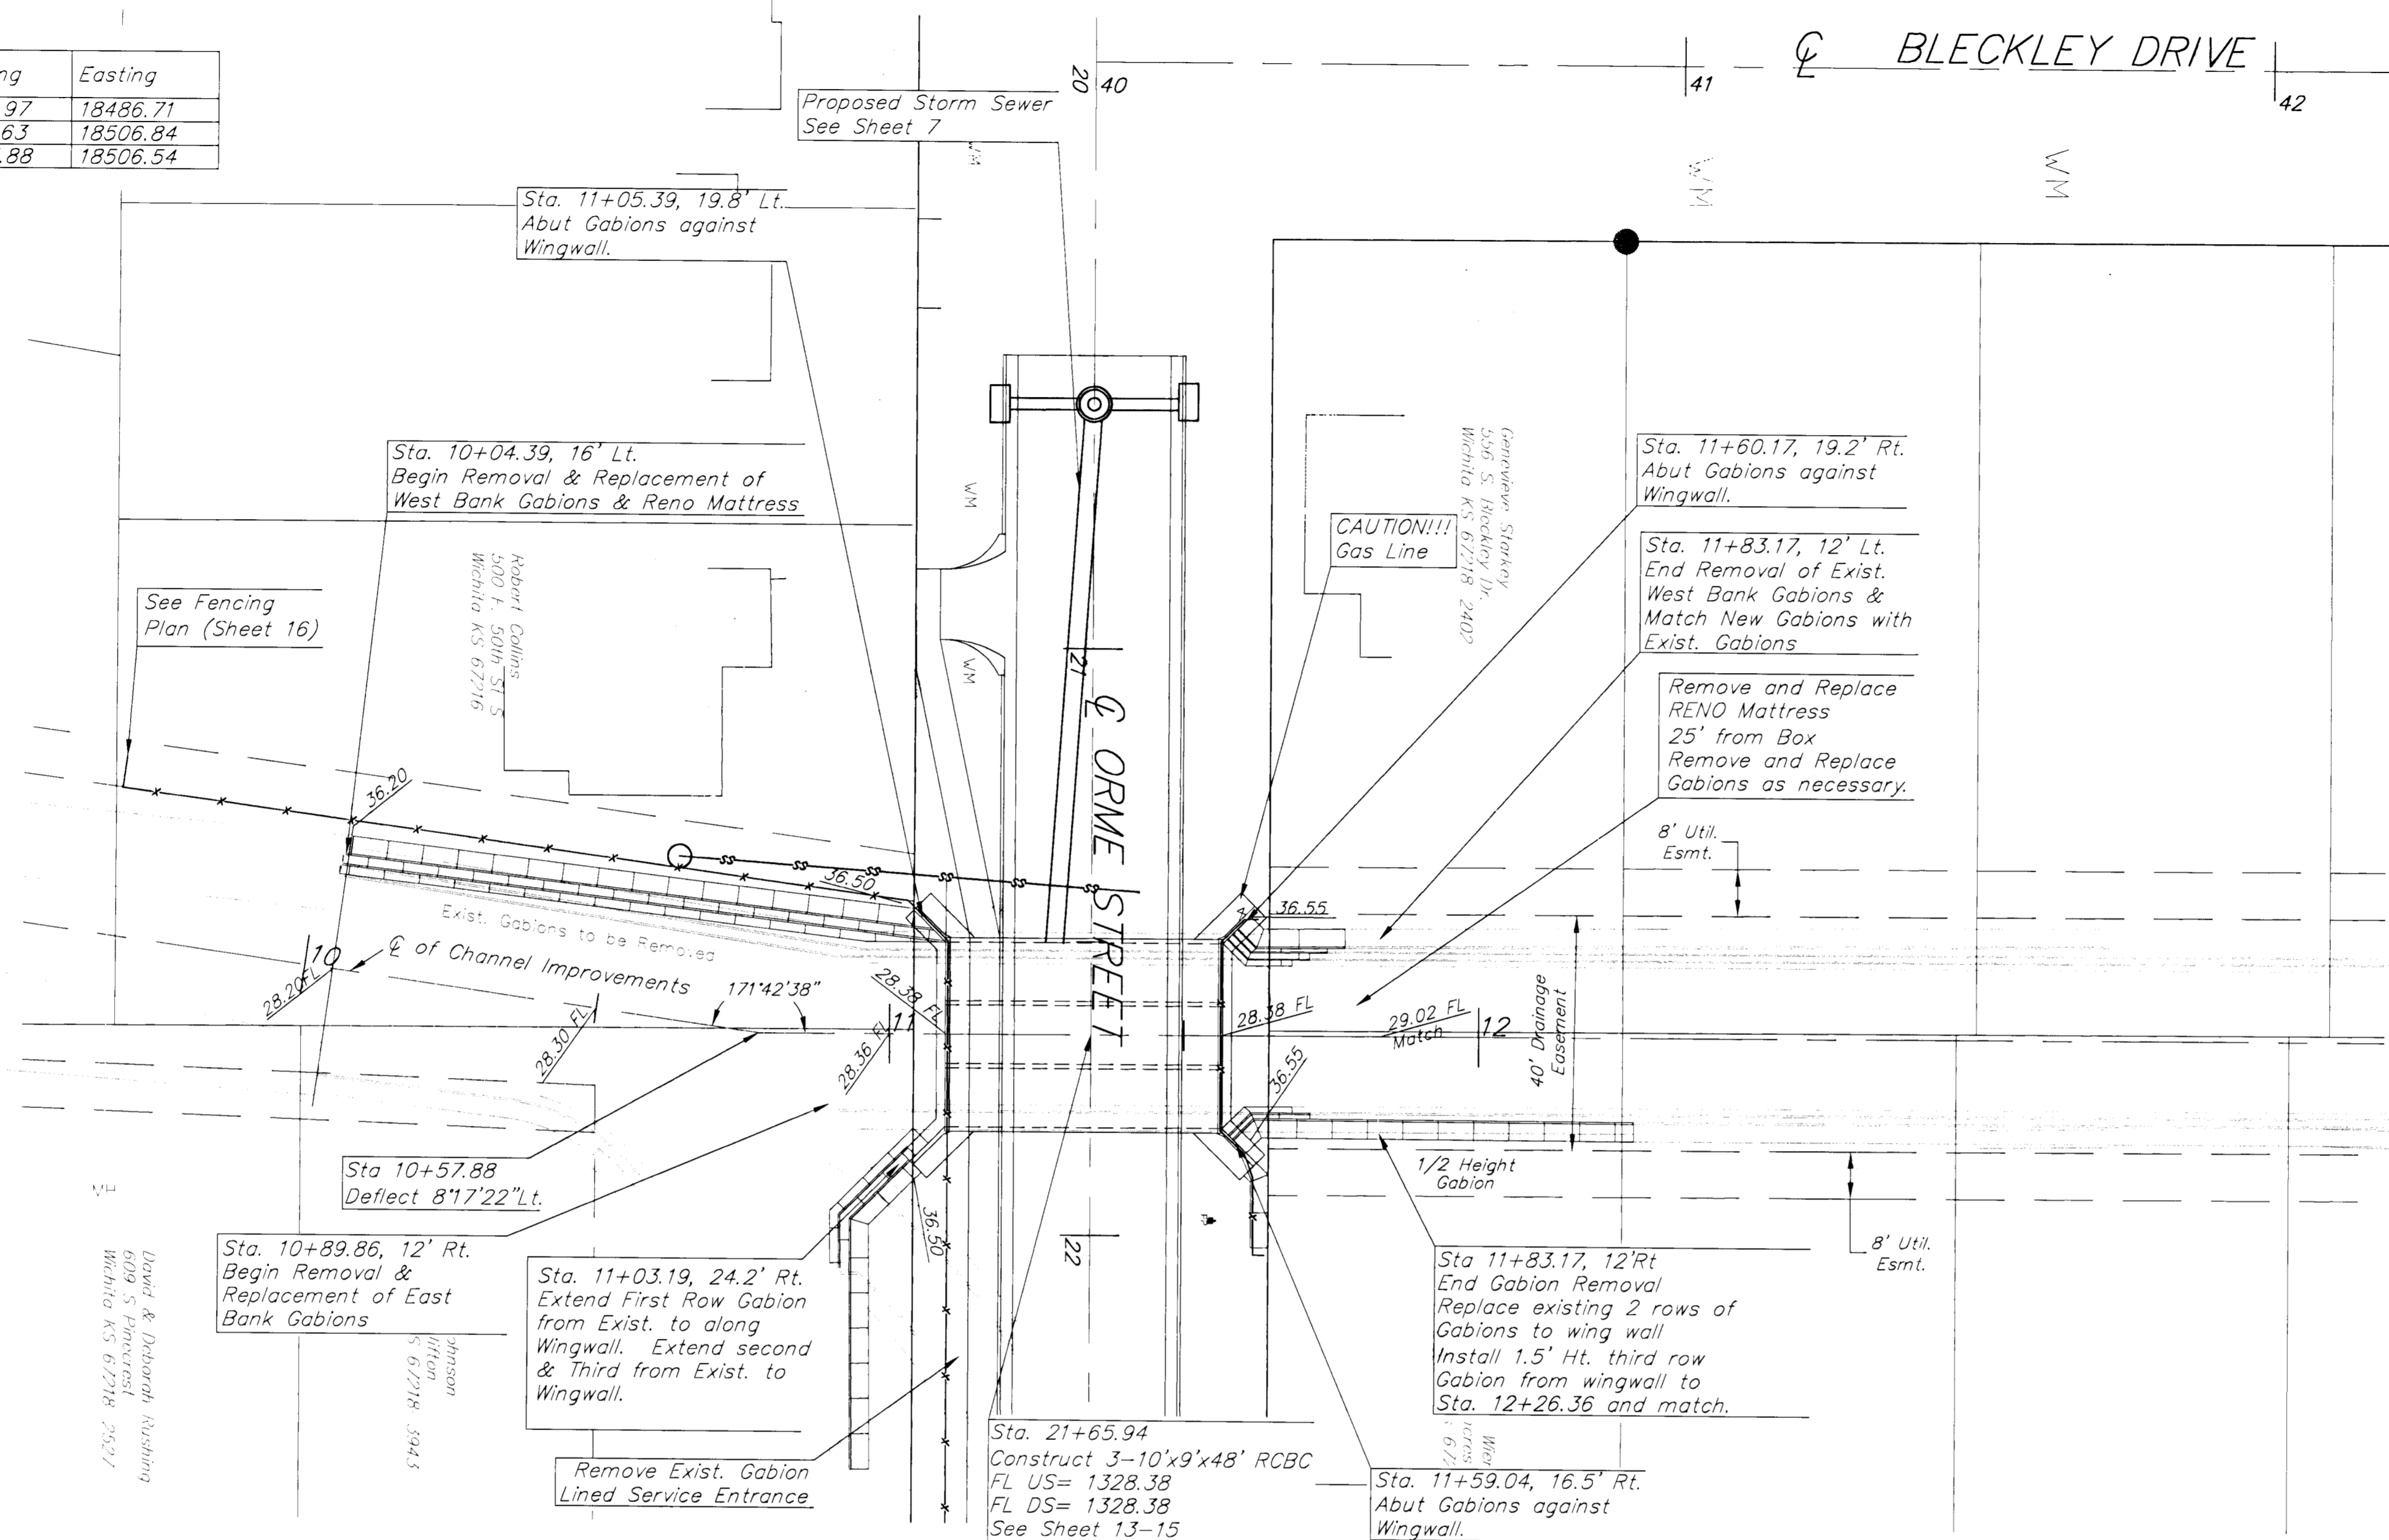 ng Easting
97 18486.71
63 18506.84
.88 18506.54
20 40
41
℄ BLECKLEY DRIVE
42
Proposed Storm Sewer
See Sheet 7
WM
WM
WM
Sta. 11+05.39, 19.8' Lt.
Abut Gabions against
Wingwall.
Sta. 10+04.39, 16' Lt.
Begin Removal & Replacement of
West Bank Gabions & Reno Mattress
WM
WM
Robert Collins
500 E. 50th St S
Wichita KS 67216
See Fencing
Plan (Sheet 16)
Genevieve Starkey
556 S. Bleckley Dr.
Wichita KS 67218 2402
CAUTION!!!
Gas Line
Sta. 11+60.17, 19.2' Rt.
Abut Gabions against
Wingwall.
Sta. 11+83.17, 12' Lt.
End Removal of Exist.
West Bank Gabions &
Match New Gabions with
Exist. Gabions
Remove and Replace
RENO Mattress
25' from Box
Remove and Replace
Gabions as necessary.
21
℄ ORME STREET
22
8' Util.
Esmt.
36.20
36.50
36.55
Exist. Gabions to be Removed
℄ of Channel Improvements
10
28.20 FL
171°42'38"
28.30 FL
28.38 FL
28.36 FL
11
28.38 FL
29.02 FL
Match
12
40' Drainage
Easement
36.55
36.50
1/2 Height
Gabion
8' Util.
Esmt.
Sta 10+57.88
Deflect 8°17'22"Lt.
Sta. 10+89.86, 12' Rt.
Begin Removal &
Replacement of East
Bank Gabions
Sta. 11+03.19, 24.2' Rt.
Extend First Row Gabion
from Exist. to along
Wingwall. Extend second
& Third from Exist. to
Wingwall.
Remove Exist. Gabion
Lined Service Entrance
Sta. 21+65.94
Construct 3-10'x9'x48' RCBC
FL US= 1328.38
FL DS= 1328.38
See Sheet 13-15
Sta 11+83.17, 12'Rt
End Gabion Removal
Replace existing 2 rows of
Gabions to wing wall
Install 1.5' Ht. third row
Gabion from wingwall to
Sta. 12+26.36 and match.
Sta. 11+59.04, 16.5' Rt.
Abut Gabions against
Wingwall.
David & Deborah Rushing
609 S Pinecrest
Wichita KS 67218 2521
ohnson
lifton
S 67218 3943
Wier